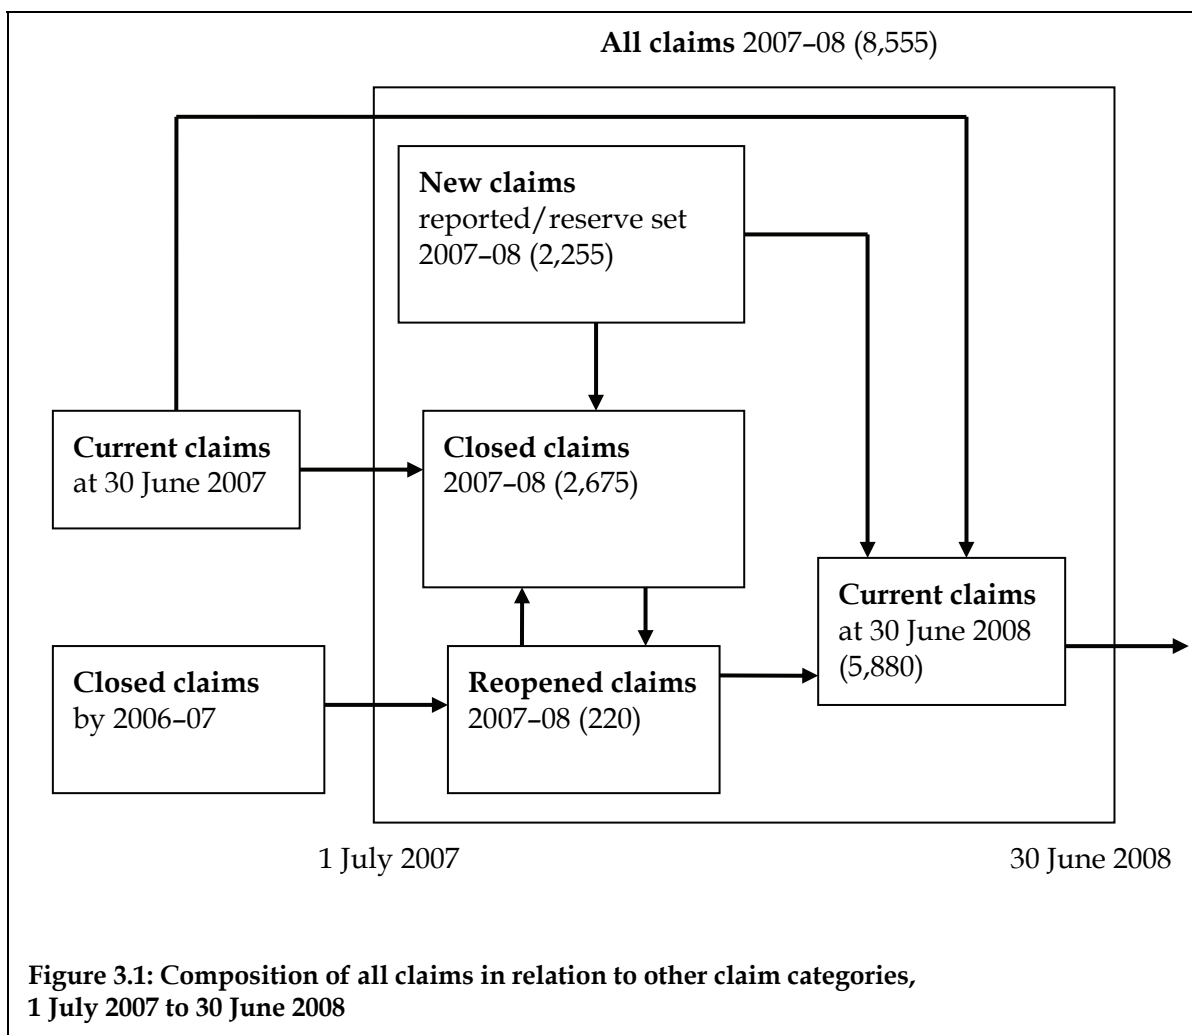 All claims 2007–08 (8,555)
New claims
reported/reserve set
2007–08 (2,255)
Current claims
at 30 June 2007
Closed claims
2007–08 (2,675)
Current claims
at 30 June 2008
(5,880)
Closed claims
by 2006–07
Reopened claims
2007–08 (220)
1 July 2007
30 June 2008
Figure 3.1: Composition of all claims in relation to other claim categories,
1 July 2007 to 30 June 2008